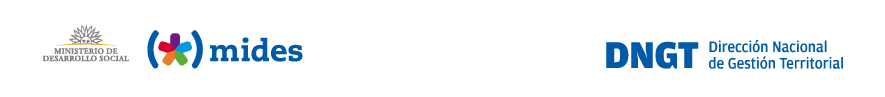 MINISTERIO DE
DESARROLLO SOCIAL
mides
DNGT
Dirección Nacional
de Gestión Territorial